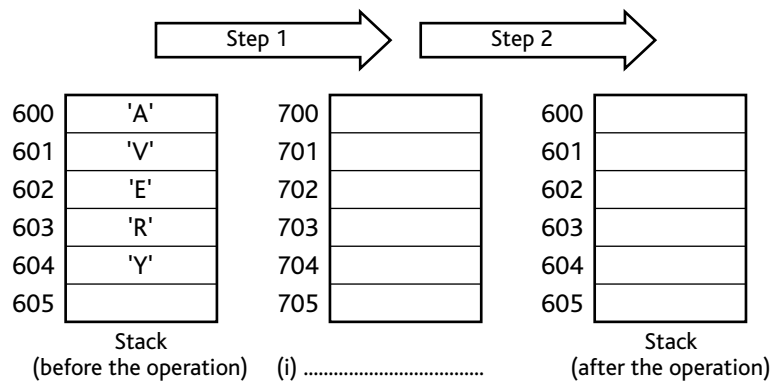 Step 1 Step 2
600 'A' 700 600
601 'V' 701 601
602 'E' 702 602
603 'R' 703 603
604 'Y' 704 604
605 705 605
Stack Stack
(before the operation) (i) .................................... (after the operation)